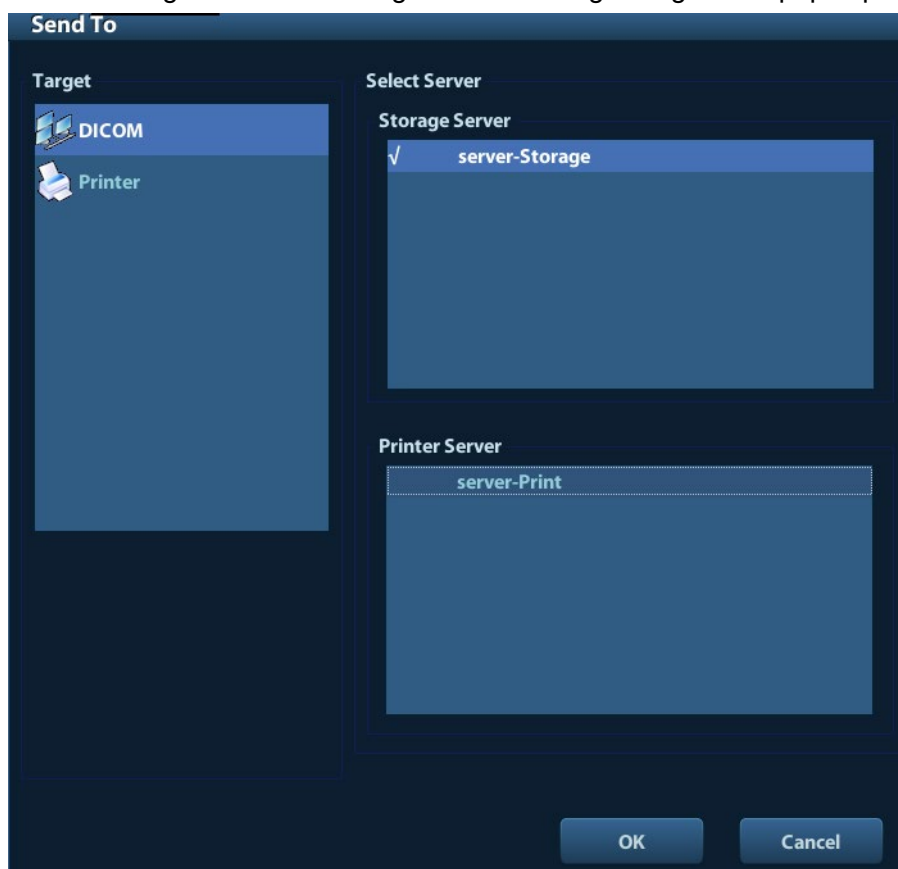 Send To
Target
DICOM
Printer
Select Server
Storage Server
√ server-Storage
Printer Server
server-Print
OK
Cancel